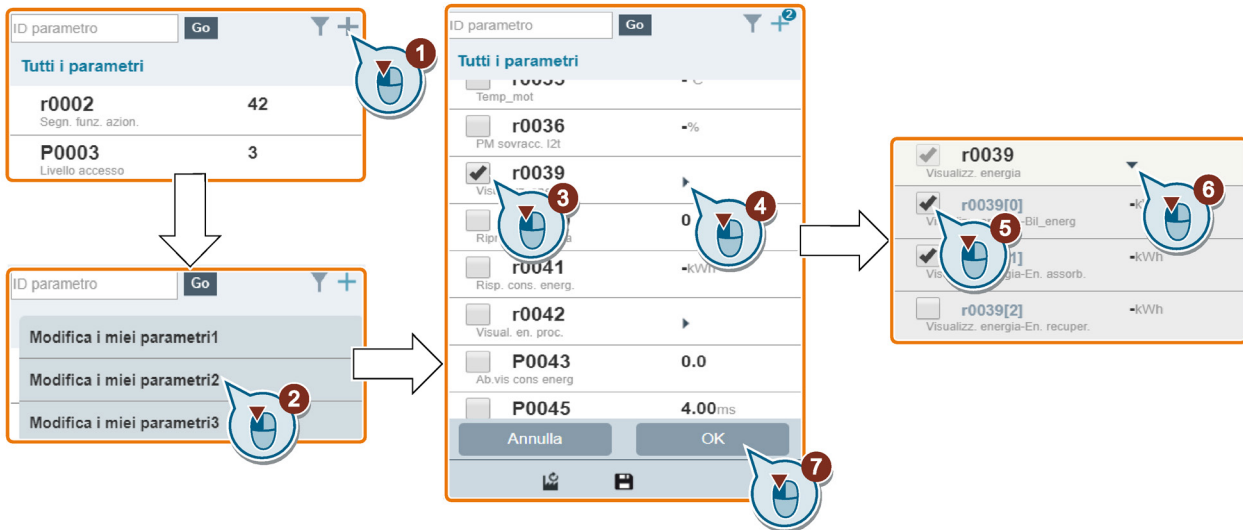 ID parametro Go
1
Tutti i parametri
r0002 42
Segn. funz. azion.
P0003 3
Livello accesso
ID parametro Go
Modifica i miei parametri1
Modifica i miei parametri2
2
Modifica i miei parametri3
ID parametro Go 2
Tutti i parametri
Temp_mot
r0036 -%
PM sovracc. I2t
r0039
3
4
0
r0041 -kWh
Risp. cons. energ.
r0042
Visual. en. proc.
P0043 0.0
Ab.vis cons energ
P0045 4.00ms
Annulla OK
7
r0039
Visualizz. energia
6
r0039[0]
-Bil_energ
5
-kWh
-En. assorb.
r0039[2] -kWh
Visualizz. energia-En. recuper.